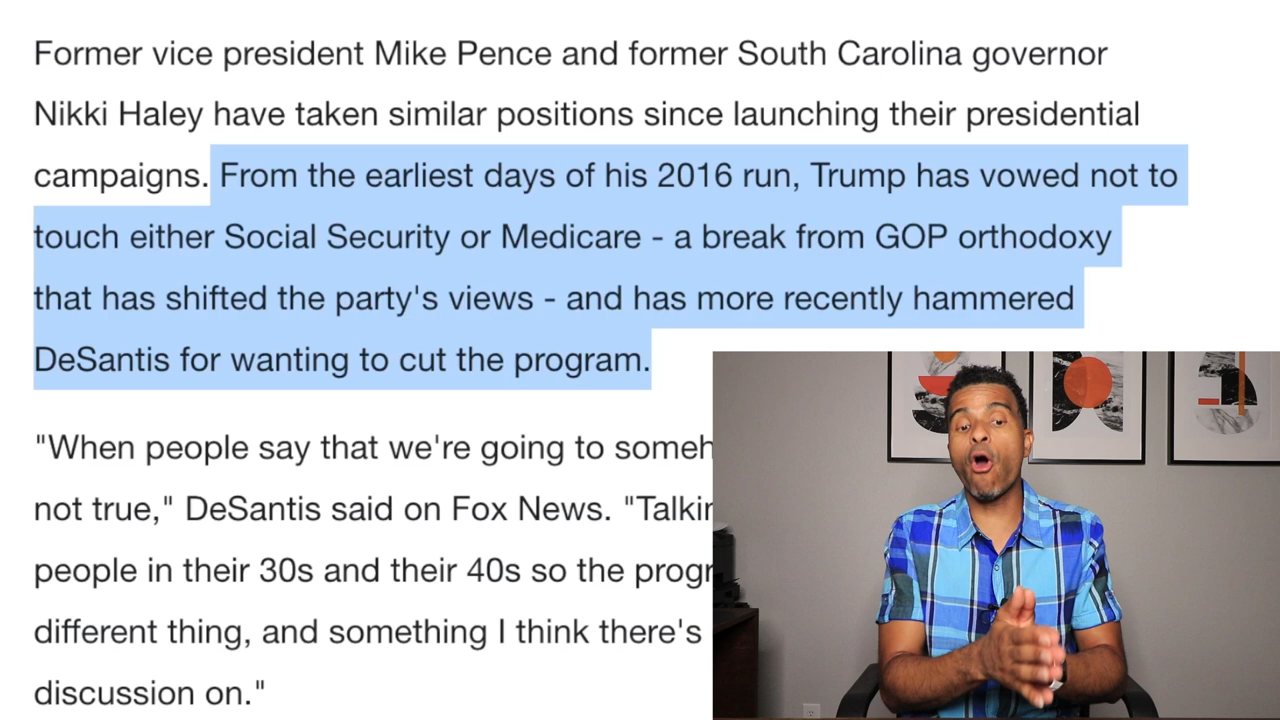 Former vice president Mike Pence and former South Carolina governor
Nikki Haley have taken similar positions since launching their presidential
campaigns. From the earliest days of his 2016 run, Trump has vowed not to
touch either Social Security or Medicare - a break from GOP orthodoxy
that has shifted the party's views - and has more recently hammered
DeSantis for wanting to cut the program.
"When people say that we're going to
not true," DeSantis said on Fox News.
people in their 30s and their 40s so the
different thing, and something I think there's
discussion on."